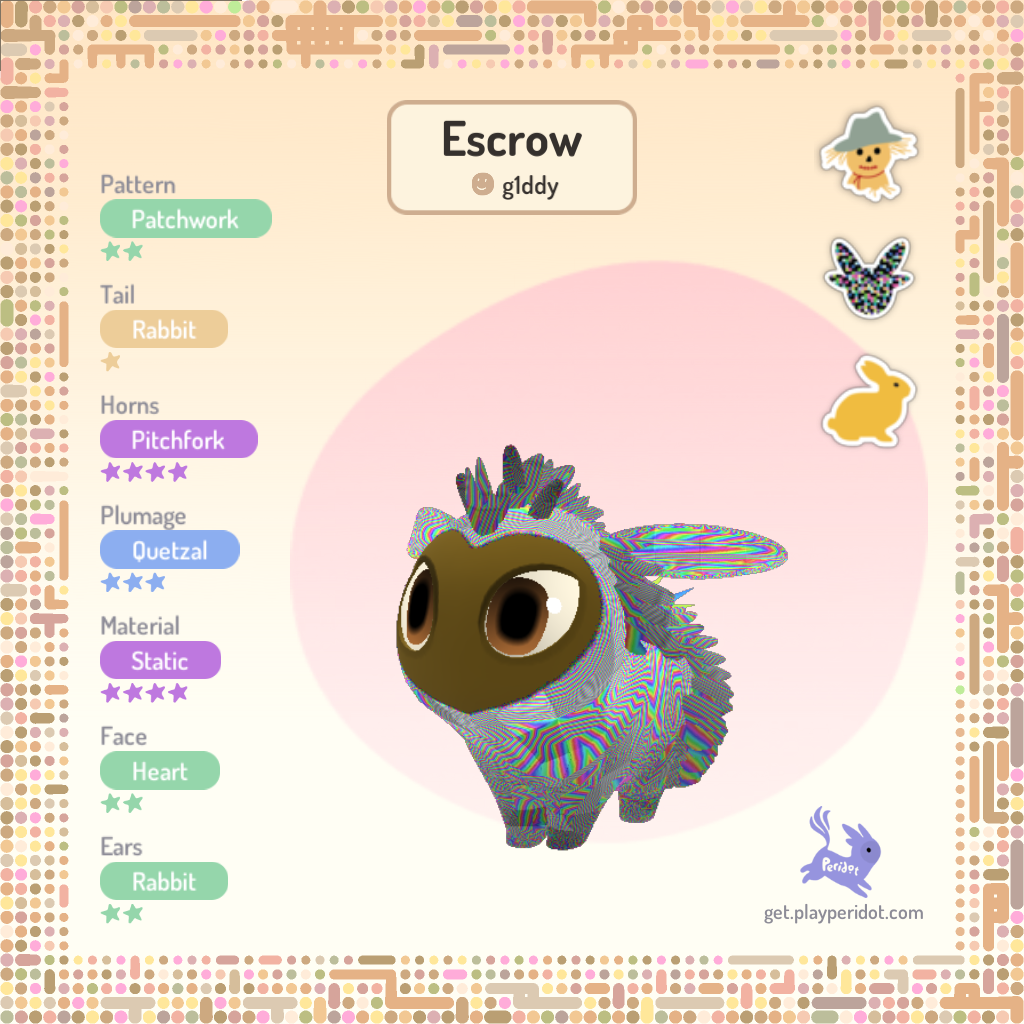 Escrow
g1ddy
Pattern
Patchwork
Tail
Rabbit
Horns
Pitchfork
Plumage
Quetzal
Material
Static
Face
Heart
Ears
Rabbit
Peridot
get.playperidot.com